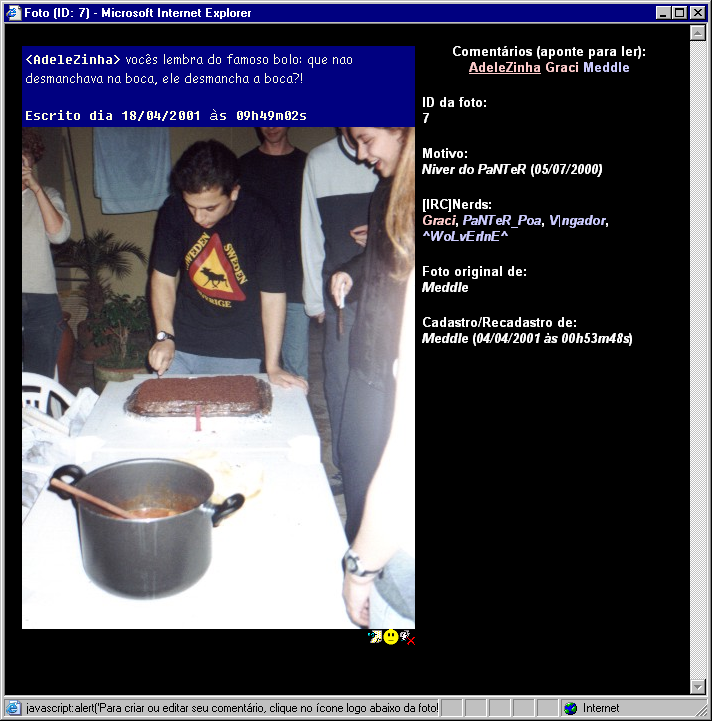 Foto (ID: 7) - Microsoft Internet Explorer
<AdeleZinha> vocês lembra do famoso bolo: que nao
desmanchava na boca, ele desmancha a boca?!
Escrito dia 18/04/2001 às 09h49m02s
SWEDEN
SWEDEN
SVERIGE
Comentários (aponte para ler):
AdeleZinha Graci Meddle
ID da foto:
7
Motivo:
Niver do PaNTeR (05/07/2000)
[IRC]Nerds:
Graci, PaNTeR_Poa, V|ngador,
^WoLvErInE^
Foto original de:
Meddle
Cadastro/Recadastro de:
Meddle (04/04/2001 às 00h53m48s)
javascript:alert('Para criar ou editar seu comentário, clique no ícone logo abaixo da foto!
Internet